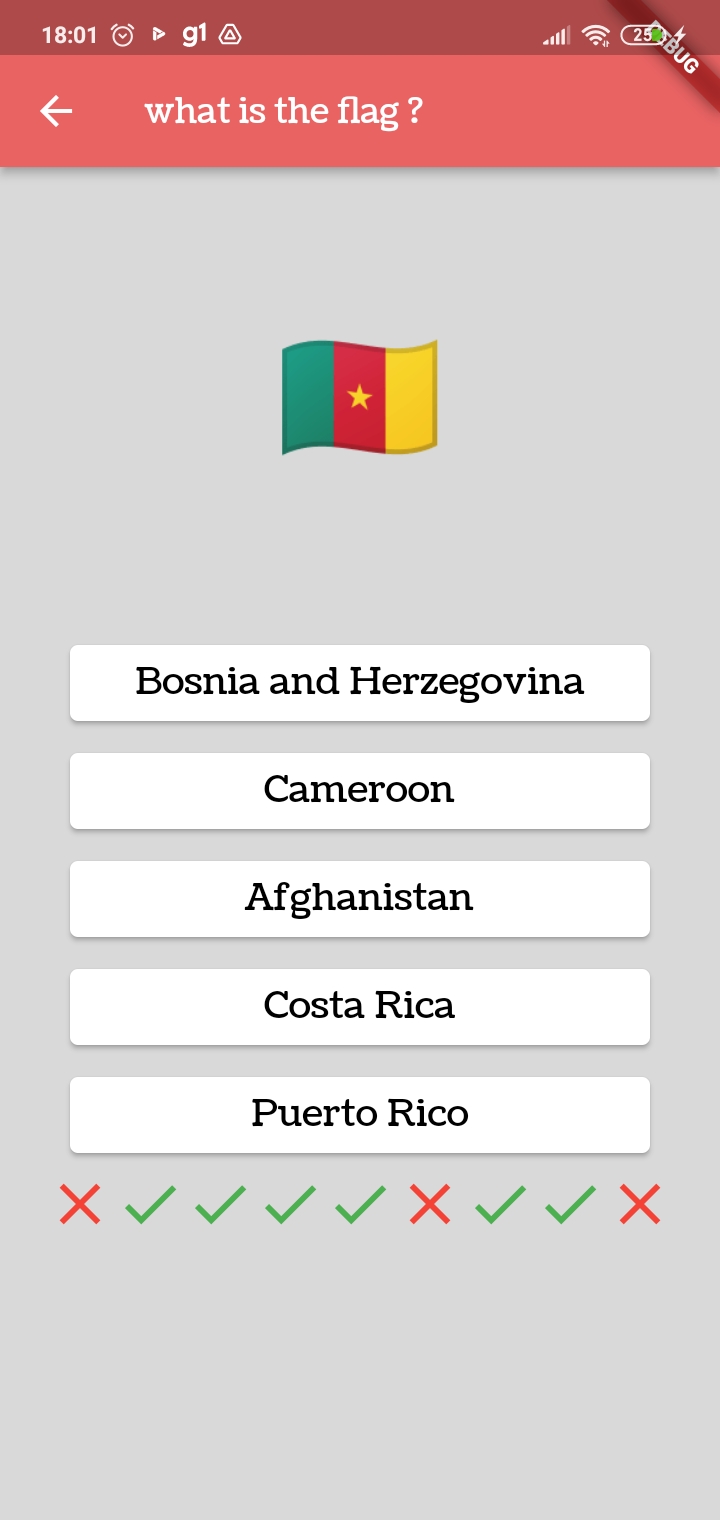 18:01 g1 25
DEBUG
what is the flag ?
Bosnia and Herzegovina
Cameroon
Afghanistan
Costa Rica
Puerto Rico